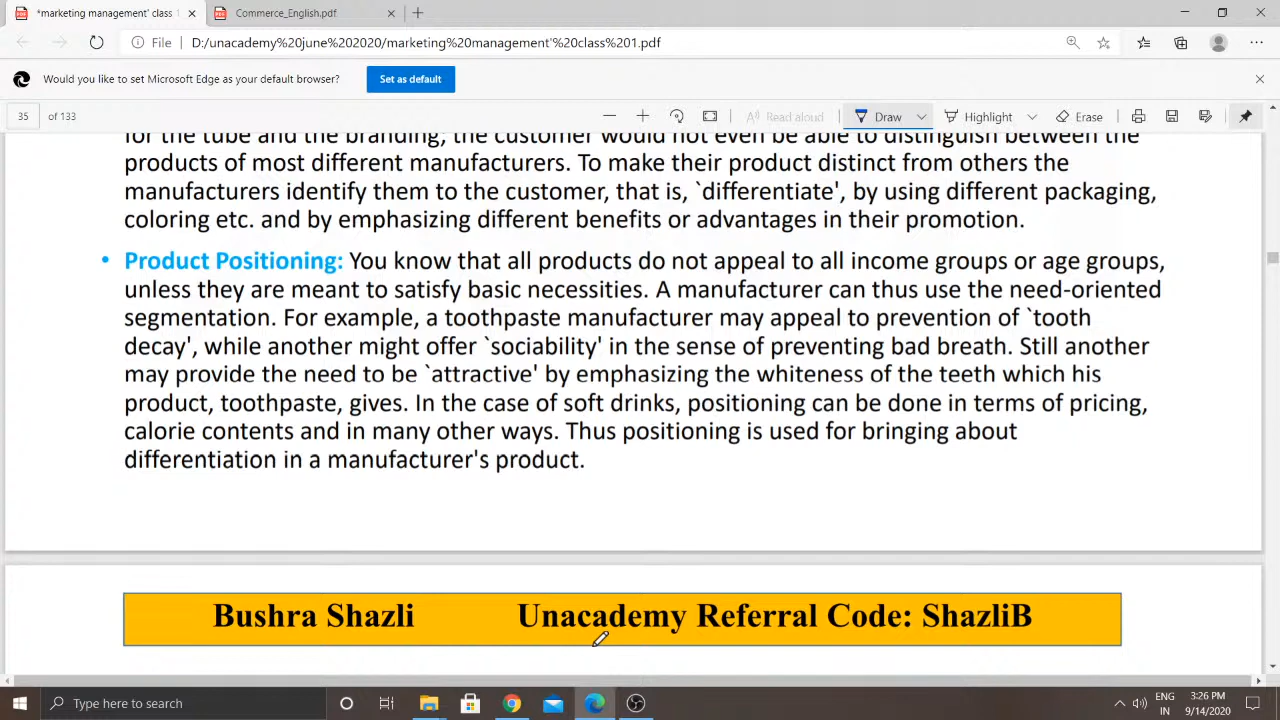 *marketing management' class
Commerce_English.pdf
File D:/unacademy%20june%202020/marketing%20management'%20class%201.pdf
Would you like to set Microsoft Edge as your default browser? Set as default
35 of 133 Read aloud Draw Highlight Erase
for the tube and the branding, the customer would not even be able to distinguish between the
products of most different manufacturers. To make their product distinct from others the
manufacturers identify them to the customer, that is, `differentiate', by using different packaging,
coloring etc. and by emphasizing different benefits or advantages in their promotion.
• Product Positioning: You know that all products do not appeal to all income groups or age groups,
unless they are meant to satisfy basic necessities. A manufacturer can thus use the need-oriented
segmentation. For example, a toothpaste manufacturer may appeal to prevention of `tooth
decay', while another might offer `sociability' in the sense of preventing bad breath. Still another
may provide the need to be `attractive' by emphasizing the whiteness of the teeth which his
product, toothpaste, gives. In the case of soft drinks, positioning can be done in terms of pricing,
calorie contents and in many other ways. Thus positioning is used for bringing about
differentiation in a manufacturer's product.
Bushra Shazli Unacademy Referral Code: ShazliB
Type here to search
ENG
IN
3:26 PM
9/14/2020